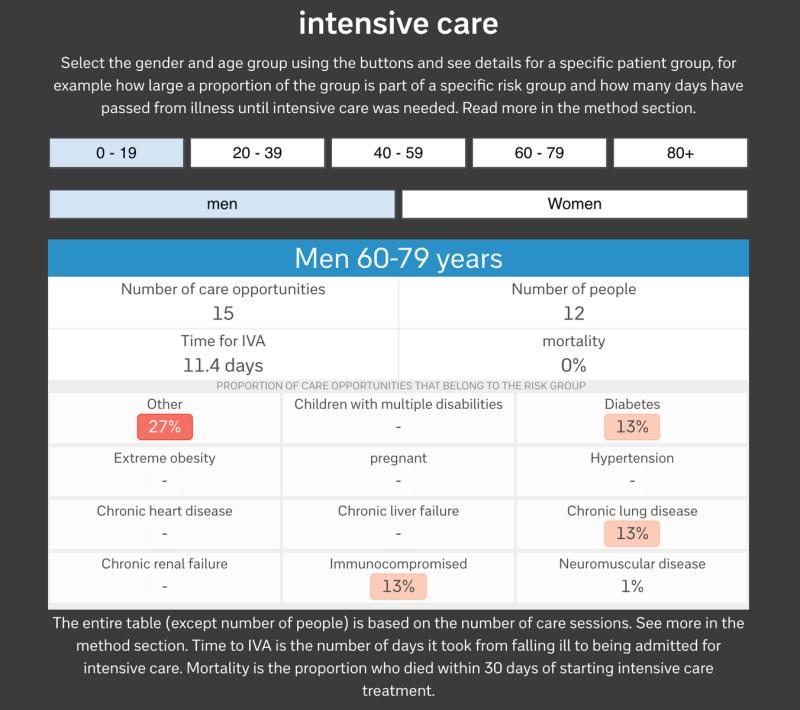 intensive care
Select the gender and age group using the buttons and see details for a specific patient group, for
example how large a proportion of the group is part of a specific risk group and how many days have
passed from illness until intensive care was needed. Read more in the method section.
0 - 19 20 - 39 40 - 59 60 - 79 80+
men Women
Men 60-79 years
Number of care opportunities Number of people
15 12
Time for IVA mortality
11.4 days 0%
PROPORTION OF CARE OPPORTUNITIES THAT BELONG TO THE RISK GROUP
Other Children with multiple disabilities Diabetes
27% - 13%
Extreme obesity pregnant Hypertension
- - -
Chronic heart disease Chronic liver failure Chronic lung disease
- - 13%
Chronic renal failure Immunocompromised Neuromuscular disease
- 13% 1%
The entire table (except number of people) is based on the number of care sessions. See more in the
method section. Time to IVA is the number of days it took from falling ill to being admitted for
intensive care. Mortality is the proportion who died within 30 days of starting intensive care
treatment.